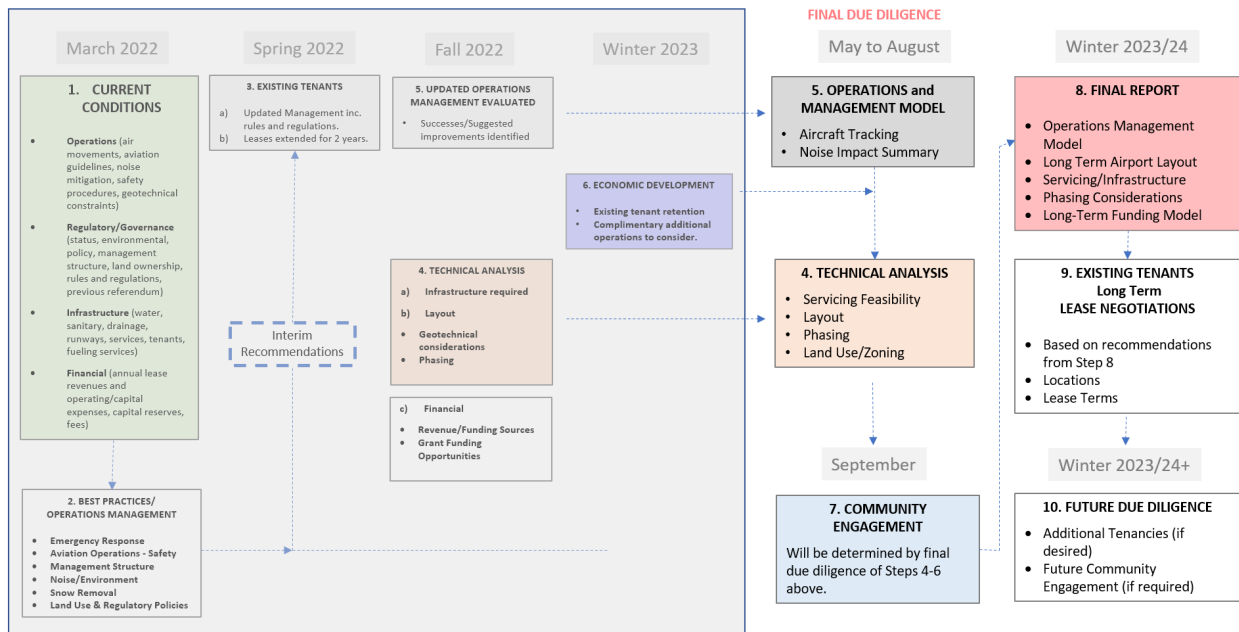 March 2022
1. CURRENT
CONDITIONS
• Operations (air
movements, aviation
guidelines, noise
mitigation, safety
procedures, geotechnical
constraints)
• Regulatory/Governance
(status, environmental,
policy, management
structure, land ownership,
rules and regulations,
previous referendum)
• Infrastructure (water,
sanitary, drainage,
runways, services, tenants,
fueling services)
• Financial (annual lease
revenues and
operating/capital
expenses, capital reserves,
fees)
2. BEST PRACTICES/
OPERATIONS MANAGEMENT
• Emergency Response
• Aviation Operations - Safety
• Management Structure
• Noise/Environment
• Snow Removal
• Land Use & Regulatory Policies
Spring 2022
3. EXISTING TENANTS
a) Updated Management inc.
rules and regulations.
b) Leases extended for 2 years.
Interim
Recommendations
Fall 2022
5. UPDATED OPERATIONS
MANAGEMENT EVALUATED
• Successes/Suggested
improvements identified
4. TECHNICAL ANALYSIS
a) Infrastructure required
b) Layout
• Geotechnical
considerations
• Phasing
c) Financial
• Revenue/Funding Sources
• Grant Funding
Opportunities
Winter 2023
6. ECONOMIC DEVELOPMENT
• Existing tenant retention
• Complimentary additional
operations to consider.
FINAL DUE DILIGENCE
May to August
5. OPERATIONS and
MANAGEMENT MODEL
• Aircraft Tracking
• Noise Impact Summary
4. TECHNICAL ANALYSIS
• Servicing Feasibility
• Layout
• Phasing
• Land Use/Zoning
September
7. COMMUNITY
ENGAGEMENT
Will be determined by final
due diligence of Steps 4-6
above.
Winter 2023/24
8. FINAL REPORT
• Operations Management
Model
• Long Term Airport Layout
• Servicing/Infrastructure
• Phasing Considerations
• Long-Term Funding Model
9. EXISTING TENANTS
Long Term
LEASE NEGOTIATIONS
• Based on recommendations
from Step 8
• Locations
• Lease Terms
Winter 2023/24+
10. FUTURE DUE DILIGENCE
• Additional Tenancies (if
desired)
• Future Community
Engagement (if required)